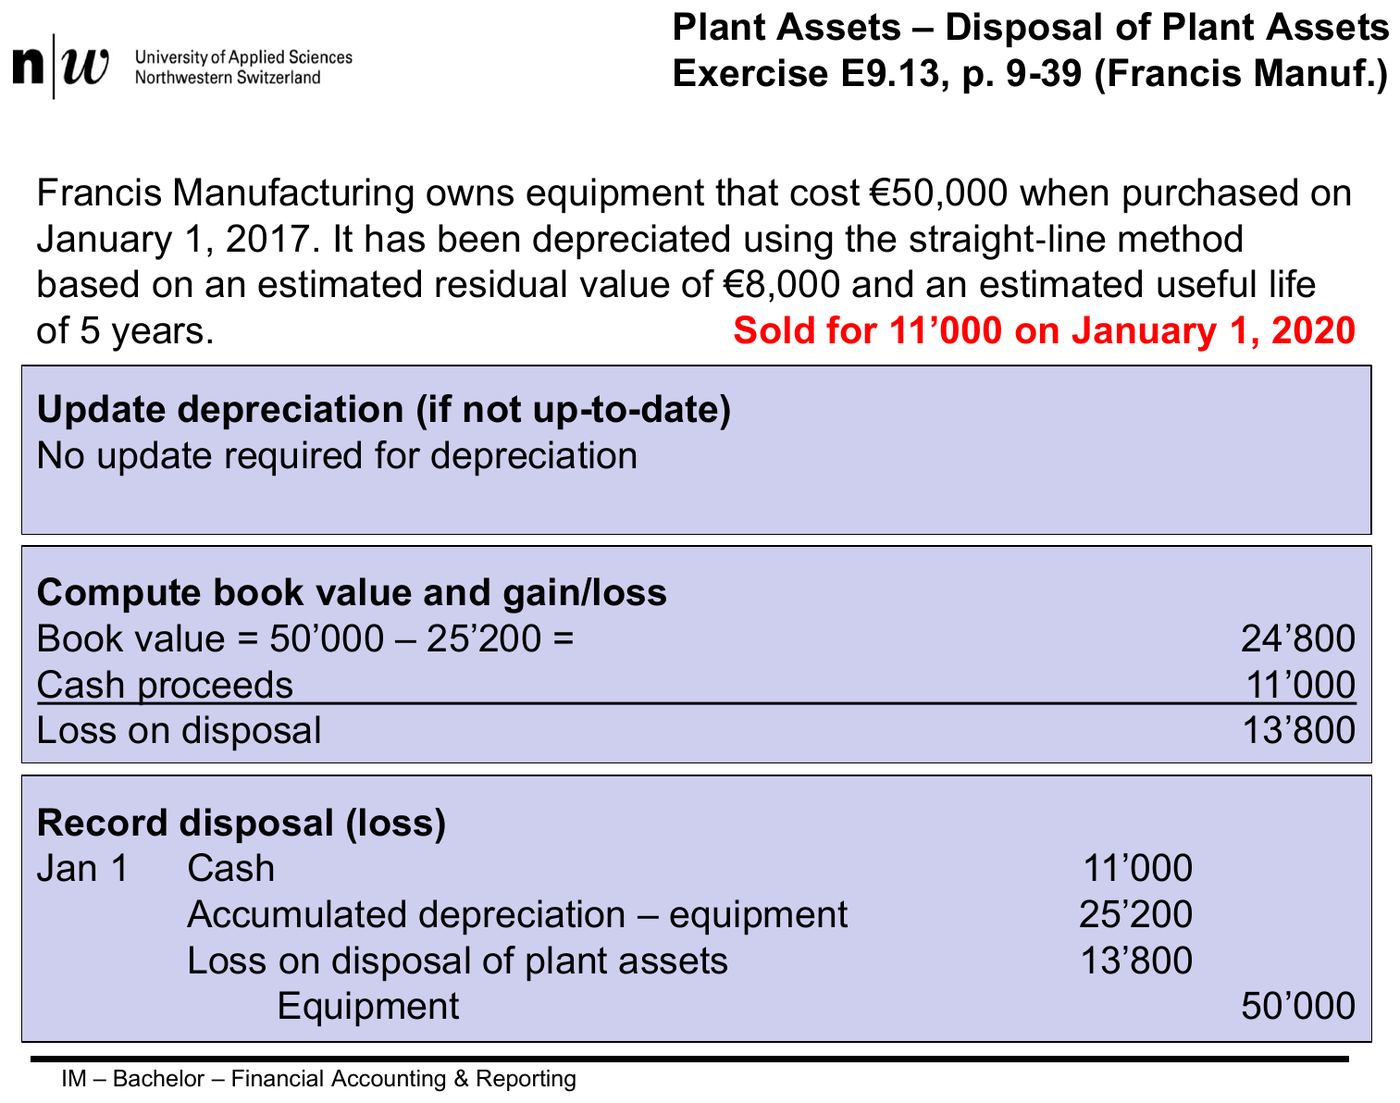 n|w University of Applied Sciences
Northwestern Switzerland
Plant Assets – Disposal of Plant Assets
Exercise E9.13, p. 9-39 (Francis Manuf.)
Francis Manufacturing owns equipment that cost €50,000 when purchased on
January 1, 2017. It has been depreciated using the straight-line method
based on an estimated residual value of €8,000 and an estimated useful life
of 5 years. Sold for 11’000 on January 1, 2020
Update depreciation (if not up-to-date)
No update required for depreciation
Compute book value and gain/loss
Book value = 50’000 – 25’200 = 24’800
Cash proceeds 11’000
Loss on disposal 13’800
Record disposal (loss)
Jan 1 Cash 11’000
Accumulated depreciation – equipment 25’200
Loss on disposal of plant assets 13’800
Equipment 50’000
IM – Bachelor – Financial Accounting & Reporting